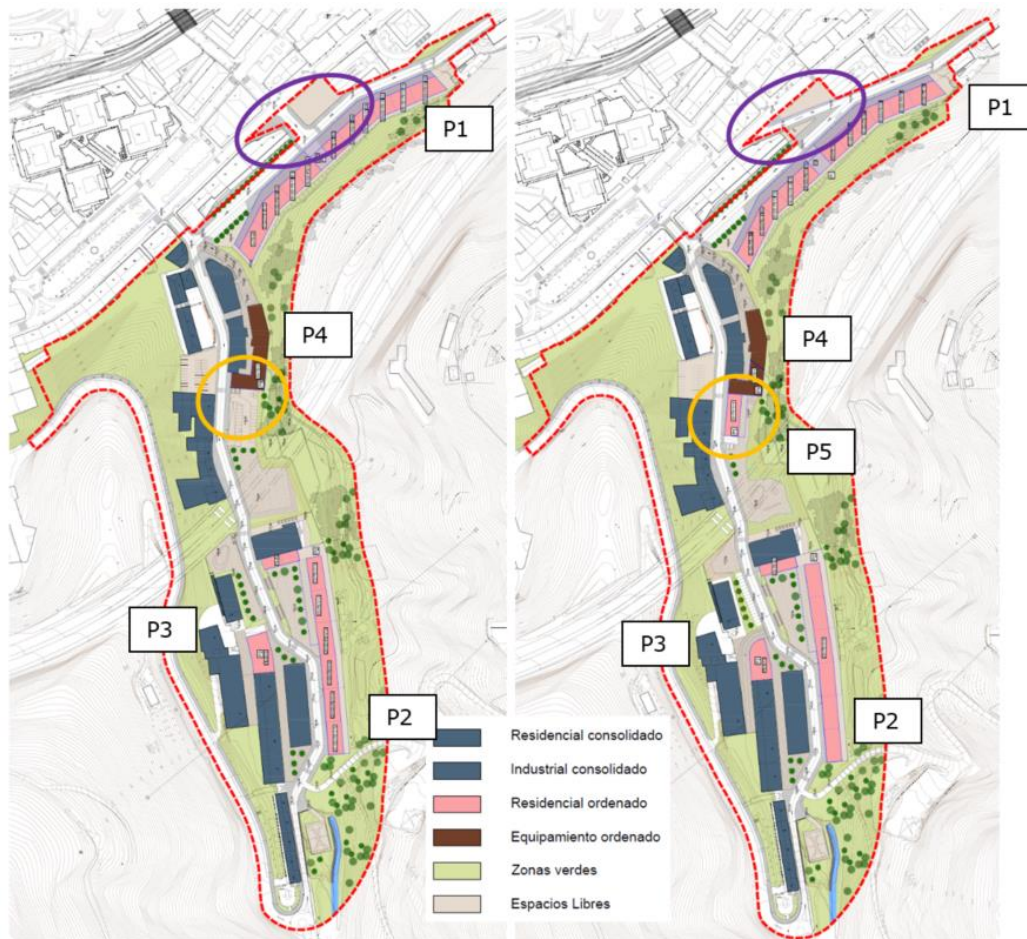 P1
P1
P4
P4
P5
P3
P3
P2
P2
Residencial consolidado
Industrial consolidado
Residencial ordenado
Equipamiento ordenado
Zonas verdes
Espacios Libres